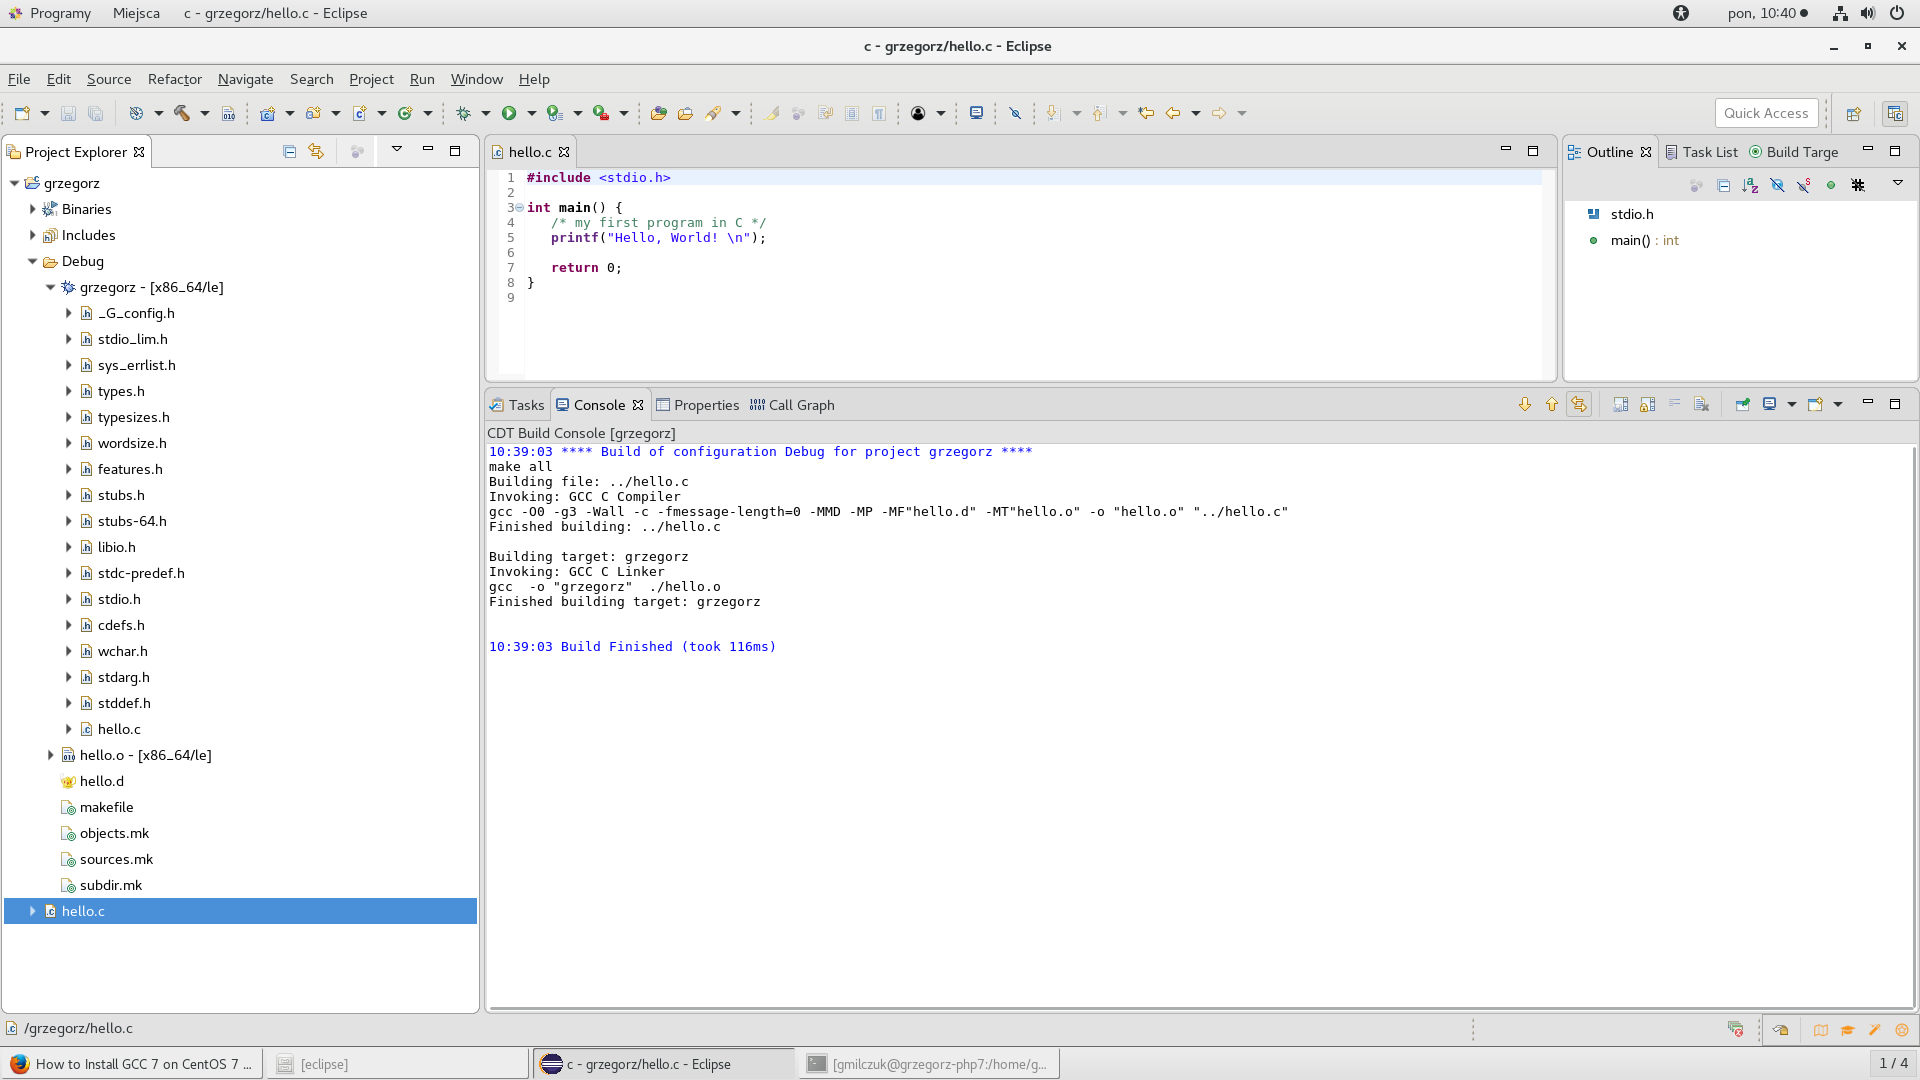 Programy Miejsca c - grzegorz/hello.c - Eclipse pon, 10:40
c - grzegorz/hello.c - Eclipse
File Edit Source Refactor Navigate Search Project Run Window Help
Quick Access
Project Explorer
grzegorz
Binaries
Includes
Debug
grzegorz - [x86_64/le]
_G_config.h
stdio_lim.h
sys_errlist.h
types.h
typesizes.h
wordsize.h
features.h
stubs.h
stubs-64.h
libio.h
stdc-predef.h
stdio.h
cdefs.h
wchar.h
stdarg.h
stddef.h
hello.c
hello.o - [x86_64/le]
hello.d
makefile
objects.mk
sources.mk
subdir.mk
hello.c
hello.c
1 #include <stdio.h>
2
3 int main() {
4 /* my first program in C */
5 printf("Hello, World! \n");
6
7 return 0;
8 }
9
Outline Task List Build Targe
stdio.h
main() : int
Tasks Console Properties Call Graph
CDT Build Console [grzegorz]
10:39:03 **** Build of configuration Debug for project grzegorz ****
make all
Building file: ../hello.c
Invoking: GCC C Compiler
gcc -O0 -g3 -Wall -c -fmessage-length=0 -MMD -MP -MF"hello.d" -MT"hello.o" -o "hello.o" "../hello.c"
Finished building: ../hello.c
Building target: grzegorz
Invoking: GCC C Linker
gcc  -o "grzegorz"  ./hello.o
Finished building target: grzegorz
10:39:03 Build Finished (took 116ms)
/grzegorz/hello.c
How to Install GCC 7 on CentOS 7 ... [eclipse] c - grzegorz/hello.c - Eclipse [gmilczuk@grzegorz-php7:/home/g... 1 / 4